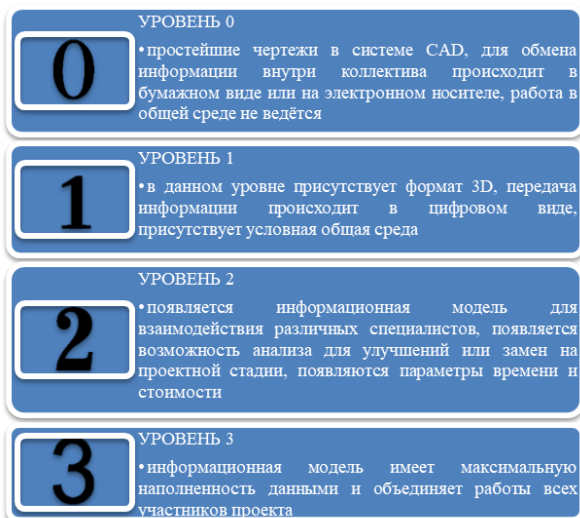 УРОВЕНЬ 0
0
•простейшие чертежи в системе CAD, для обмена
информации внутри коллектива происходит в
бумажном виде или на электронном носителе, работа в
общей среде не ведётся
УРОВЕНЬ 1
1
•в данном уровне присутствует формат 3D, передача
информации происходит в цифровом виде,
присутствует условная общая среда
УРОВЕНЬ 2
2
•появляется информационная модель для
взаимодействия различных специалистов, появляется
возможность анализа для улучшений или замен на
проектной стадии, появляются параметры времени и
стоимости
УРОВЕНЬ 3
3
•информационная модель имеет максимальную
наполненность данными и объединяет работы всех
участников проекта